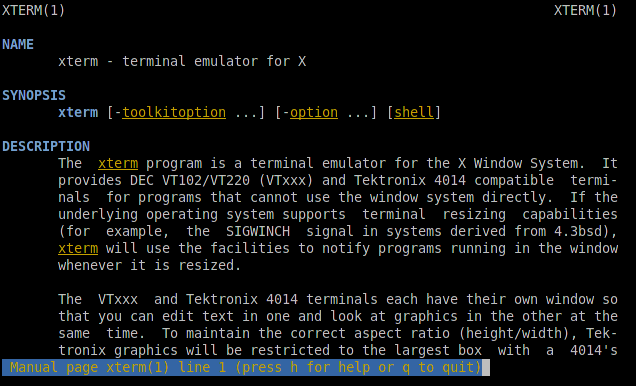 XTERM(1) XTERM(1)
NAME
xterm - terminal emulator for X
SYNOPSIS
xterm [-toolkitoption ...] [-option ...] [shell]
DESCRIPTION
The xterm program is a terminal emulator for the X Window System. It
provides DEC VT102/VT220 (VTxxx) and Tektronix 4014 compatible termi-
nals for programs that cannot use the window system directly. If the
underlying operating system supports terminal resizing capabilities
(for example, the SIGWINCH signal in systems derived from 4.3bsd),
xterm will use the facilities to notify programs running in the window
whenever it is resized.
The VTxxx and Tektronix 4014 terminals each have their own window so
that you can edit text in one and look at graphics in the other at the
same time. To maintain the correct aspect ratio (height/width), Tek-
tronix graphics will be restricted to the largest box with a 4014's
Manual page xterm(1) line 1 (press h for help or q to quit)